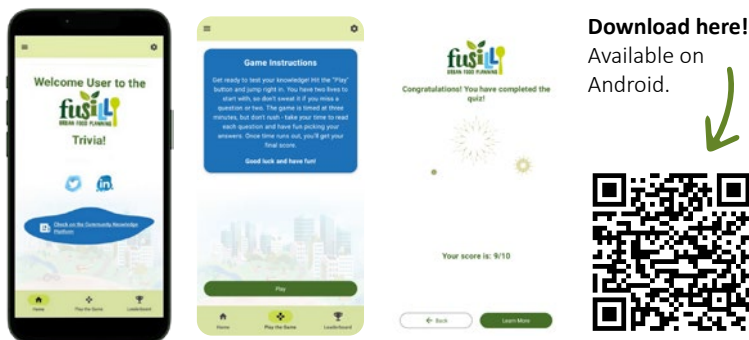 Welcome User to the
fusilli
URBAN FOOD PLANNING
Trivia!
in
Check on the Community Knowledge
Platform
Home
Play the Game
Leaderboard
Game Instructions
Get ready to test your knowledge! Hit the "Play"
button and jump right in. You have two lives to
start with, so don't sweat it if you miss a
question or two. The game is timed at three
minutes, but don't rush - take your time to read
each question and have fun picking your
answers. Once time runs out, you'll get your
final score.
Good luck and have fun!
Play
Home
Play the Game
Leaderboard
fusilli
URBAN FOOD PLANNING
Congratulations! You have completed the
quiz!
Your score is: 9/10
Back
Learn More
Download here!
Available on
Android.